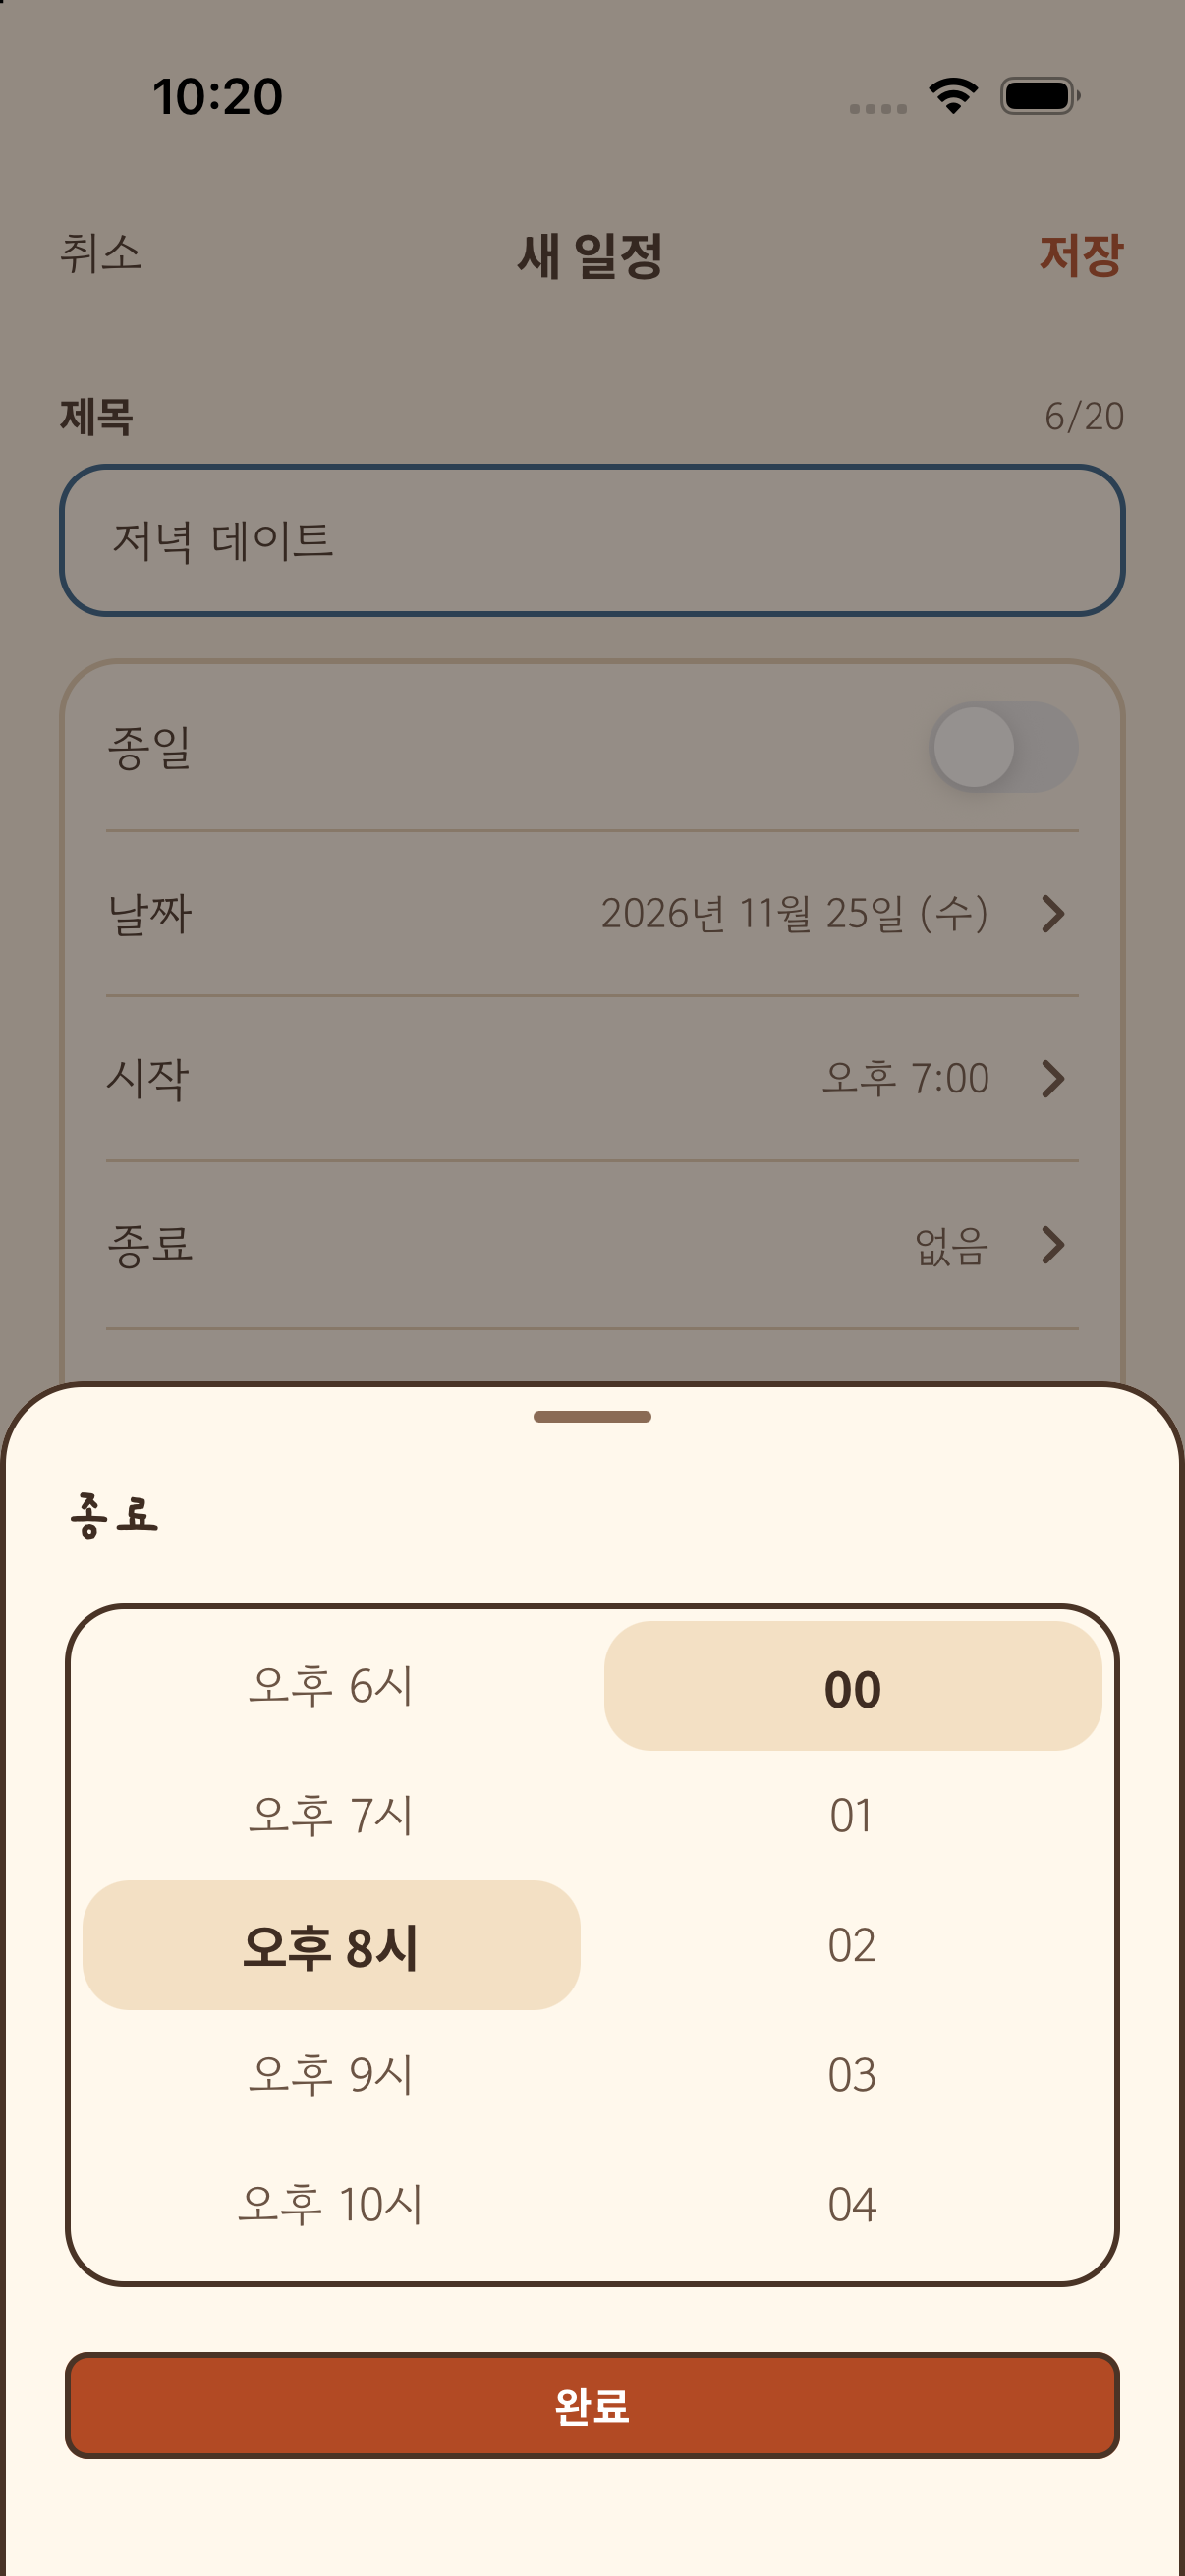 10:20
취소 새 일정 저장
제목 6/20
저녁 데이트
종일
날짜 2026년 11월 25일 (수)
시작 오후 7:00
종료 없음
종료
오후 6시 00
오후 7시 01
오후 8시 02
오후 9시 03
오후 10시 04
완료